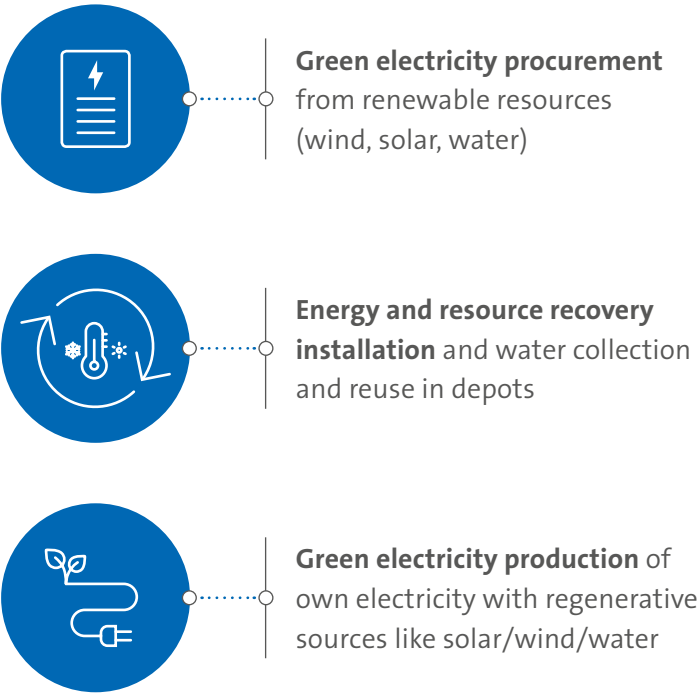 Green electricity procurement
from renewable resources
(wind, solar, water)
Energy and resource recovery
installation and water collection
and reuse in depots
Green electricity production of
own electricity with regenerative
sources like solar/wind/water